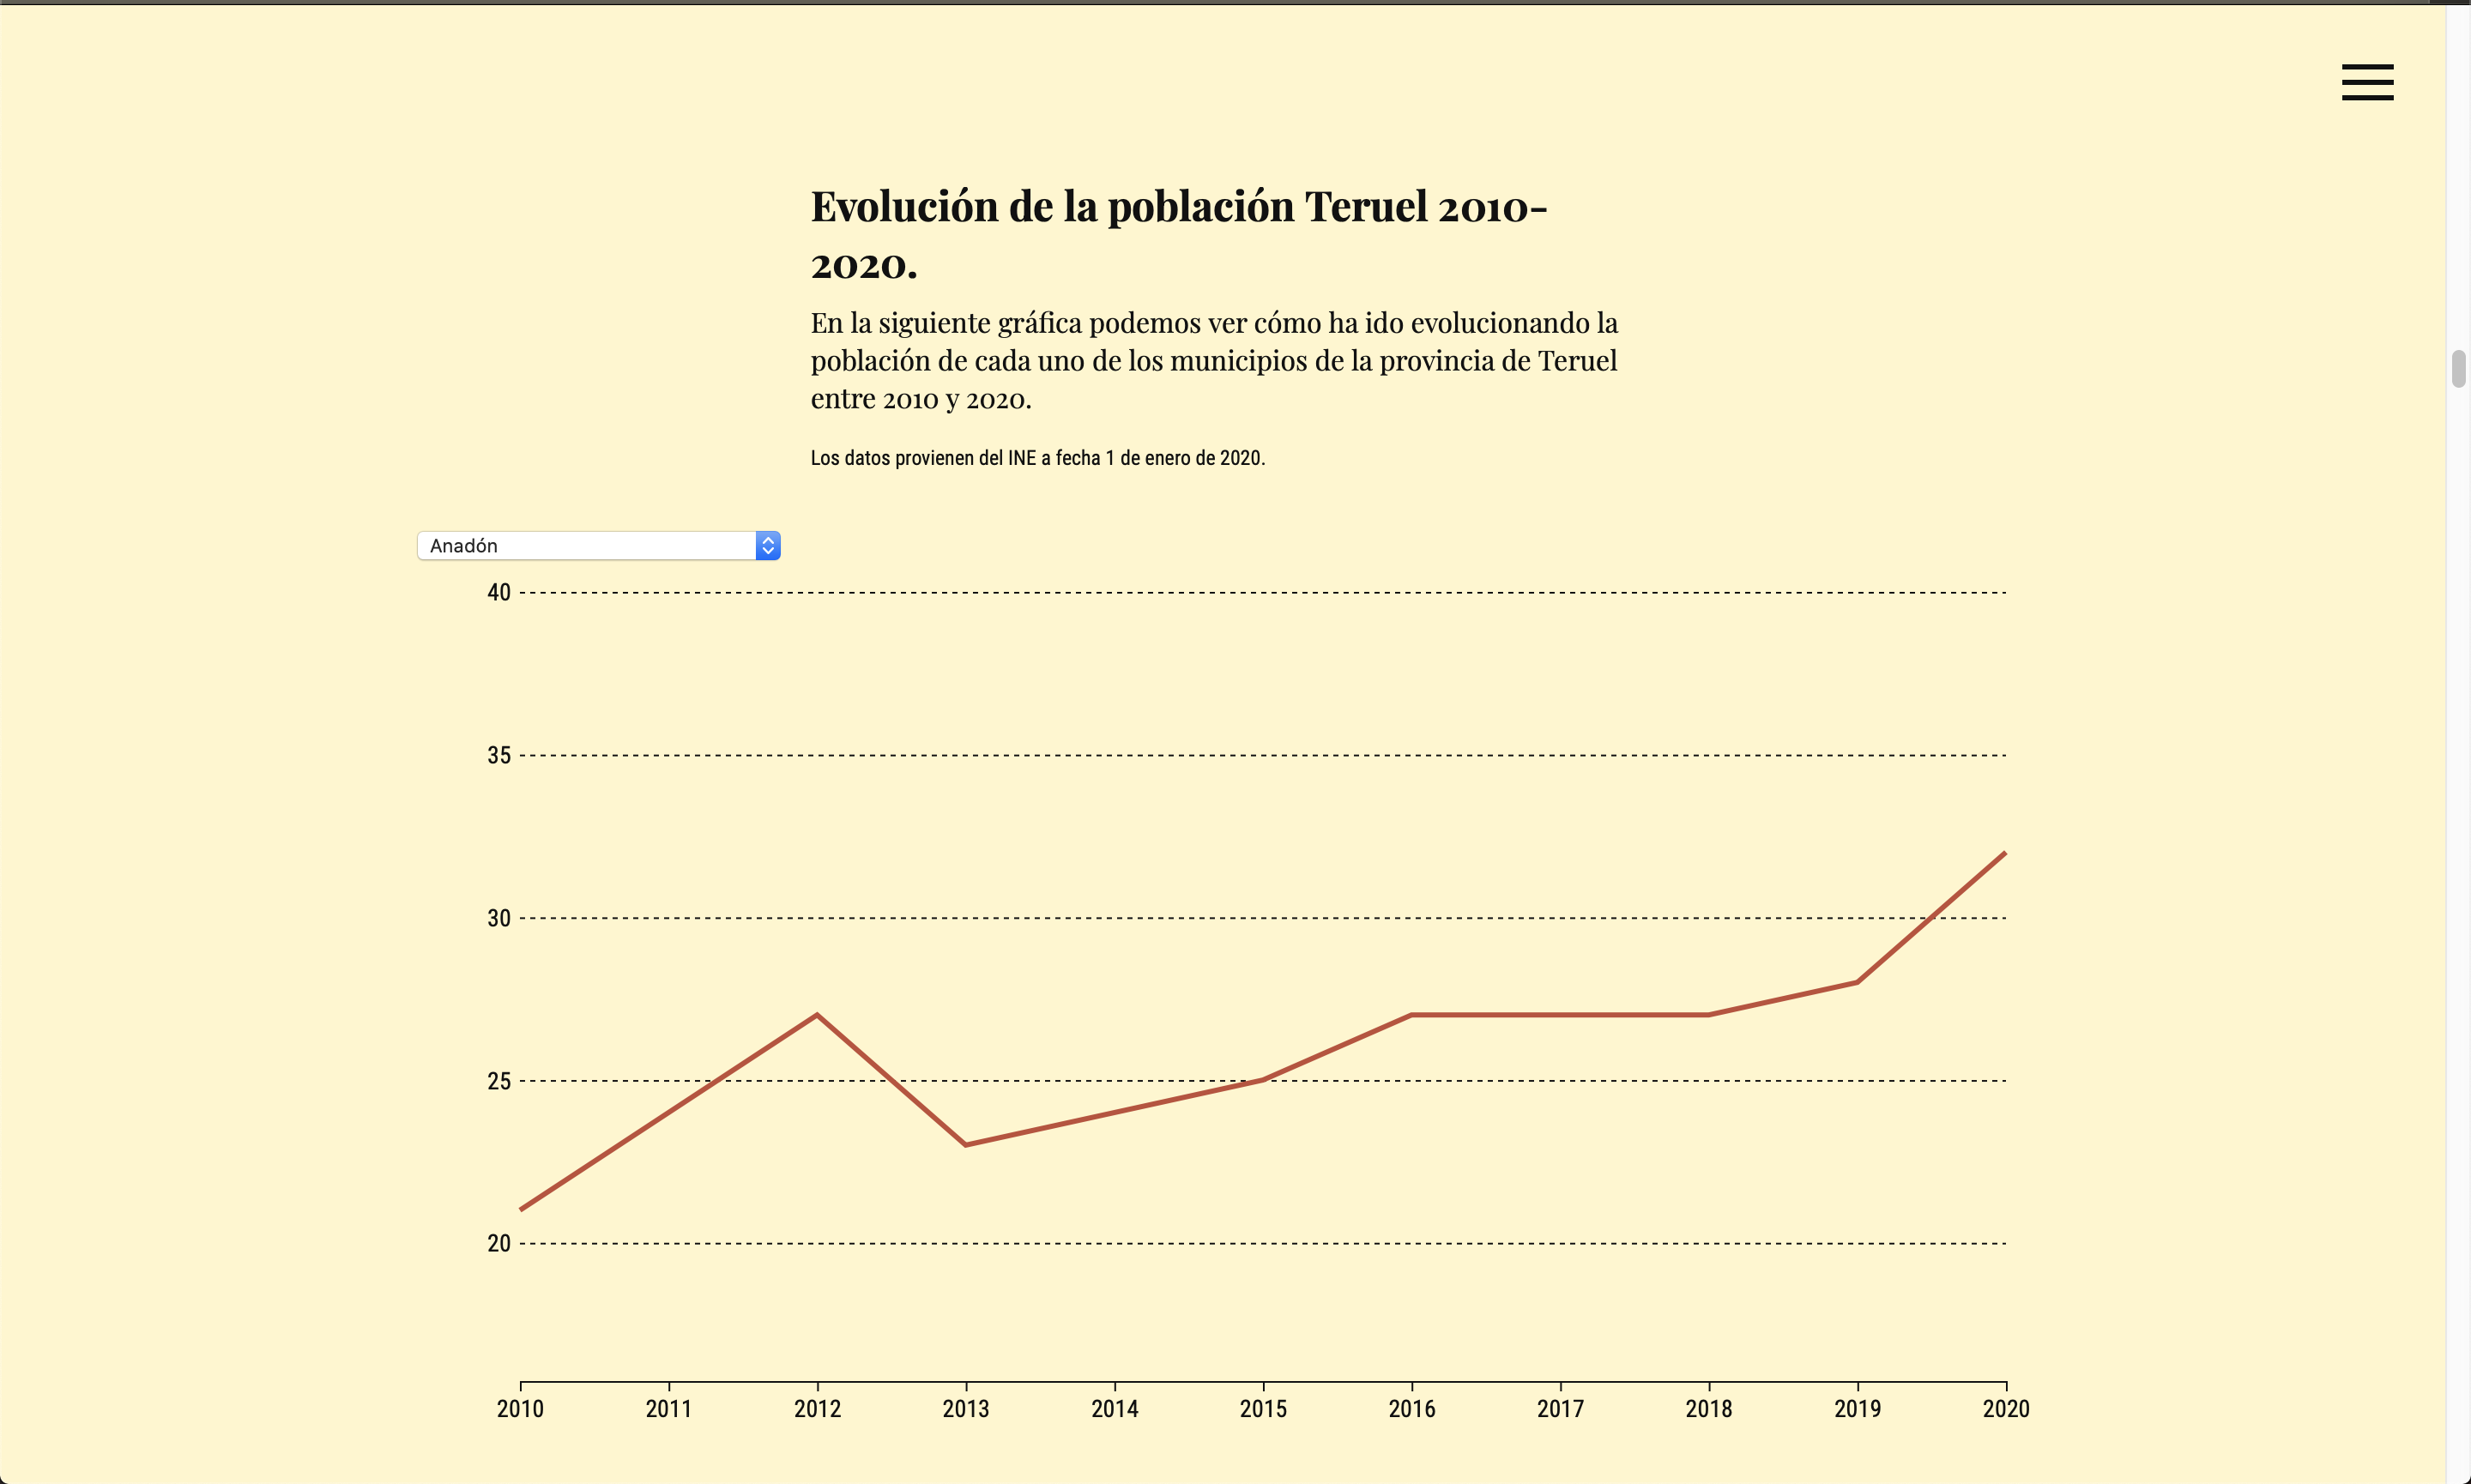 Evolución de la población Teruel 2010-
2020.
En la siguiente gráfica podemos ver cómo ha ido evolucionando la
población de cada uno de los municipios de la provincia de Teruel
entre 2010 y 2020.
Los datos provienen del INE a fecha 1 de enero de 2020.
Anadón
40
35
30
25
20
2010 2011 2012 2013 2014 2015 2016 2017 2018 2019 2020